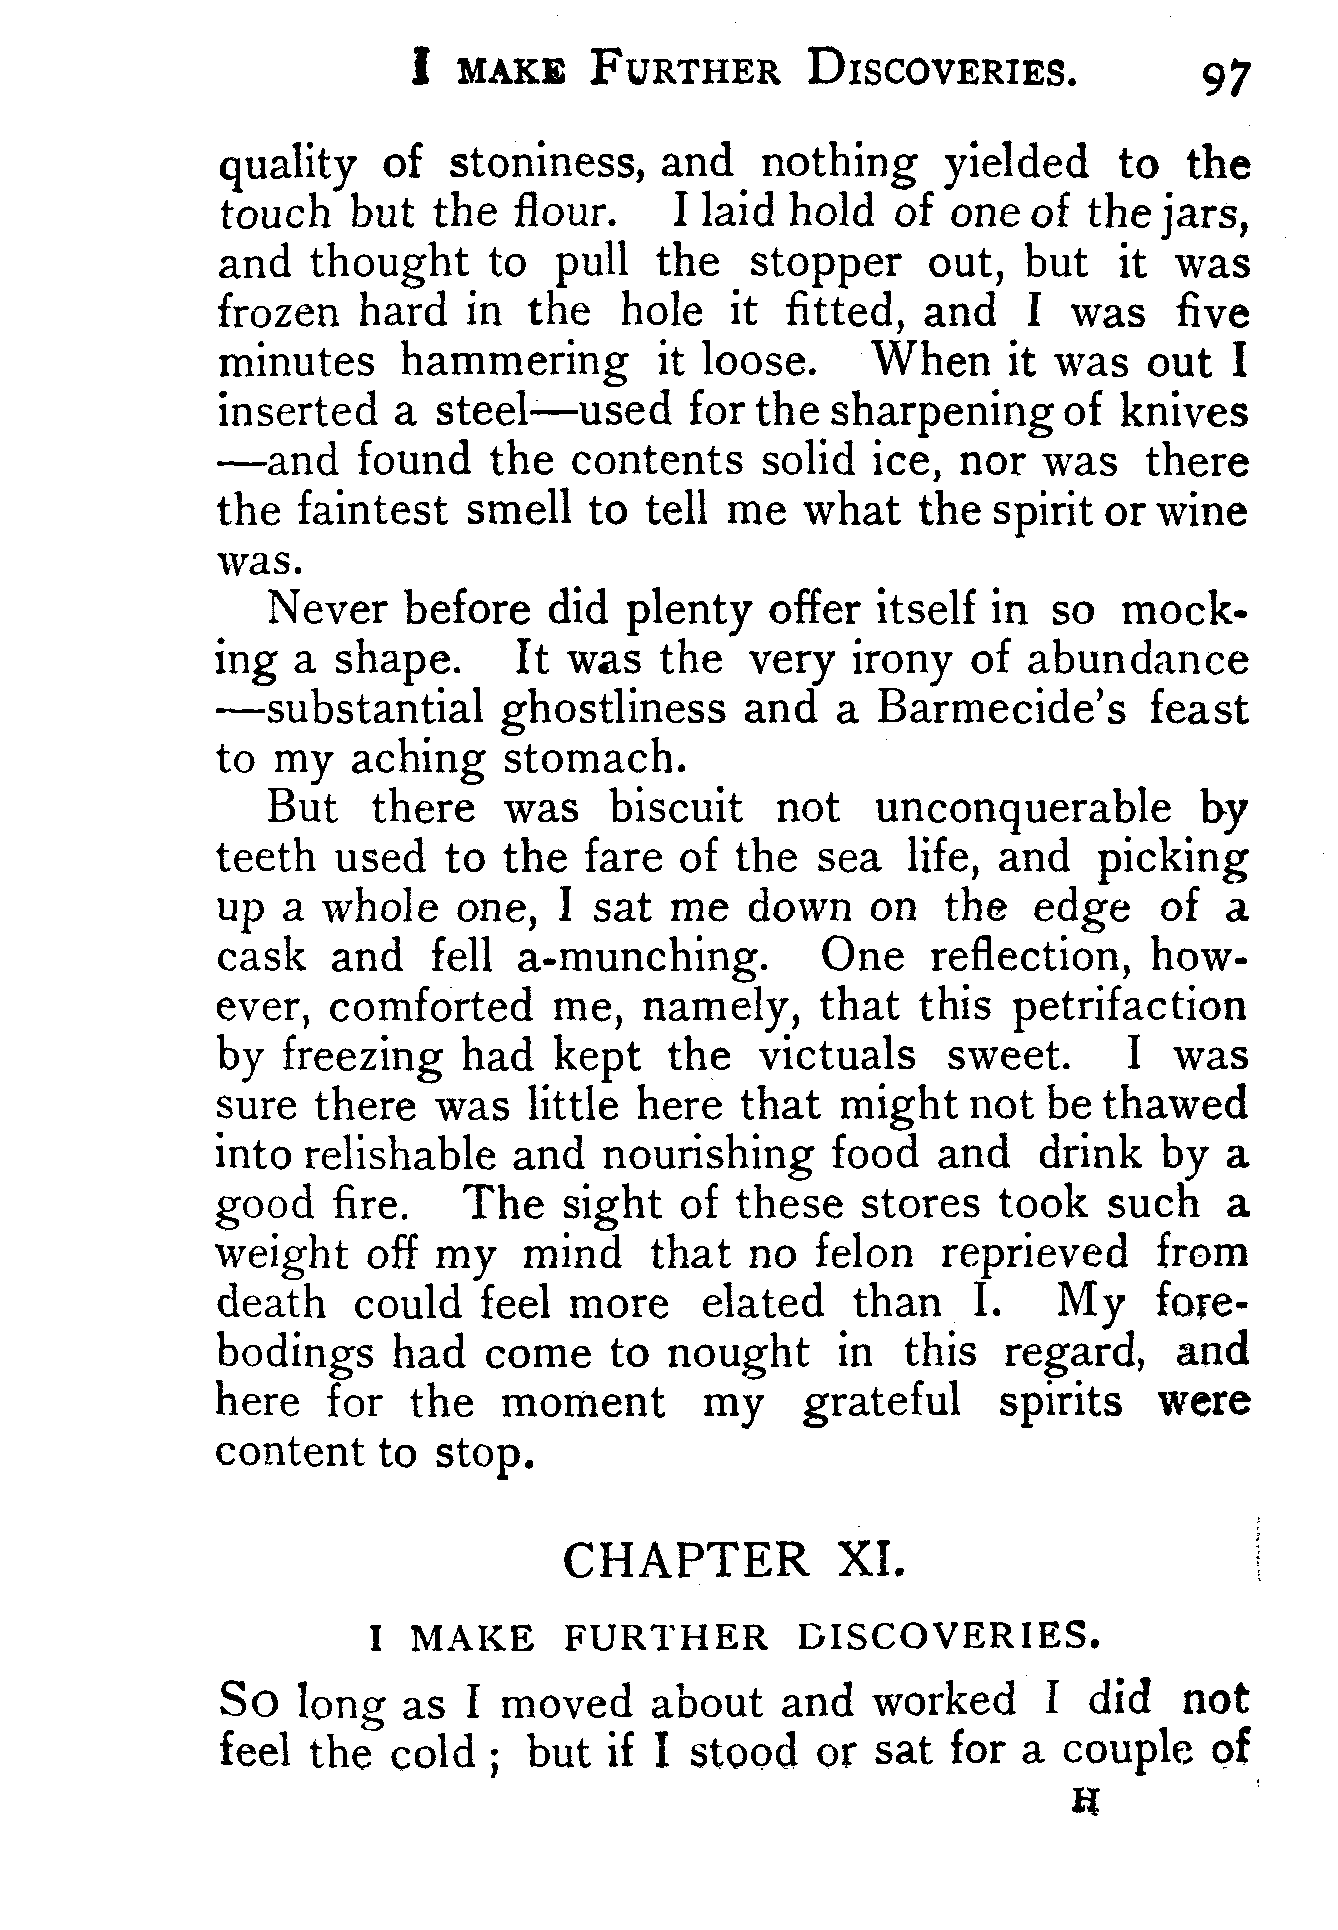 I MAKE FURTHER DISCOVERIES. 97
quality of stoniness, and nothing yielded to the
touch but the flour. I laid hold of one of the jars,
and thought to pull the stopper out, but it was
frozen hard in the hole it fitted, and I was five
minutes hammering it loose. When it was out I
inserted a steel—used for the sharpening of knives
—and found the contents solid ice, nor was there
the faintest smell to tell me what the spirit or wine
was.
Never before did plenty offer itself in so mock-
ing a shape. It was the very irony of abundance
—substantial ghostliness and a Barmecide's feast
to my aching stomach.
But there was biscuit not unconquerable by
teeth used to the fare of the sea life, and picking
up a whole one, I sat me down on the edge of a
cask and fell a-munching. One reflection, how-
ever, comforted me, namely, that this petrifaction
by freezing had kept the victuals sweet. I was
sure there was little here that might not be thawed
into relishable and nourishing food and drink by a
good fire. The sight of these stores took such a
weight off my mind that no felon reprieved from
death could feel more elated than I. My fore-
bodings had come to nought in this regard, and
here for the moment my grateful spirits were
content to stop.
CHAPTER XI.
I MAKE FURTHER DISCOVERIES.
So long as I moved about and worked I did not
feel the cold ; but if I stood or sat for a couple of
H